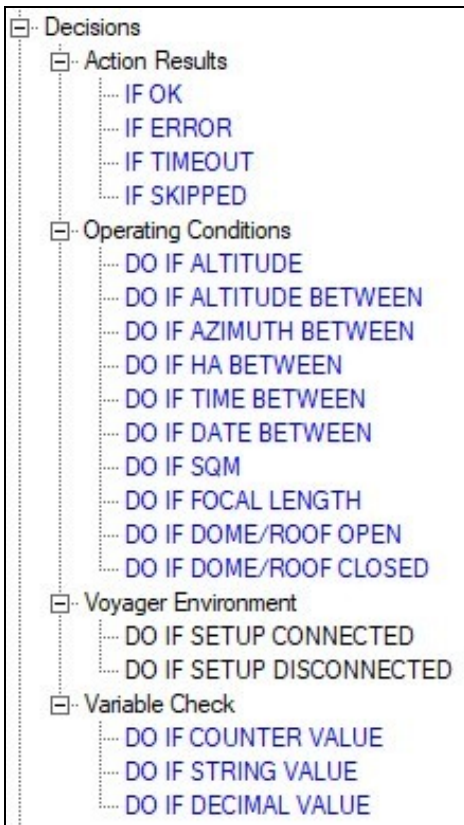 Decisions
Action Results
IF OK
IF ERROR
IF TIMEOUT
IF SKIPPED
Operating Conditions
DO IF ALTITUDE
DO IF ALTITUDE BETWEEN
DO IF AZIMUTH BETWEEN
DO IF HA BETWEEN
DO IF TIME BETWEEN
DO IF DATE BETWEEN
DO IF SQM
DO IF FOCAL LENGTH
DO IF DOME/ROOF OPEN
DO IF DOME/ROOF CLOSED
Voyager Environment
DO IF SETUP CONNECTED
DO IF SETUP DISCONNECTED
Variable Check
DO IF COUNTER VALUE
DO IF STRING VALUE
DO IF DECIMAL VALUE